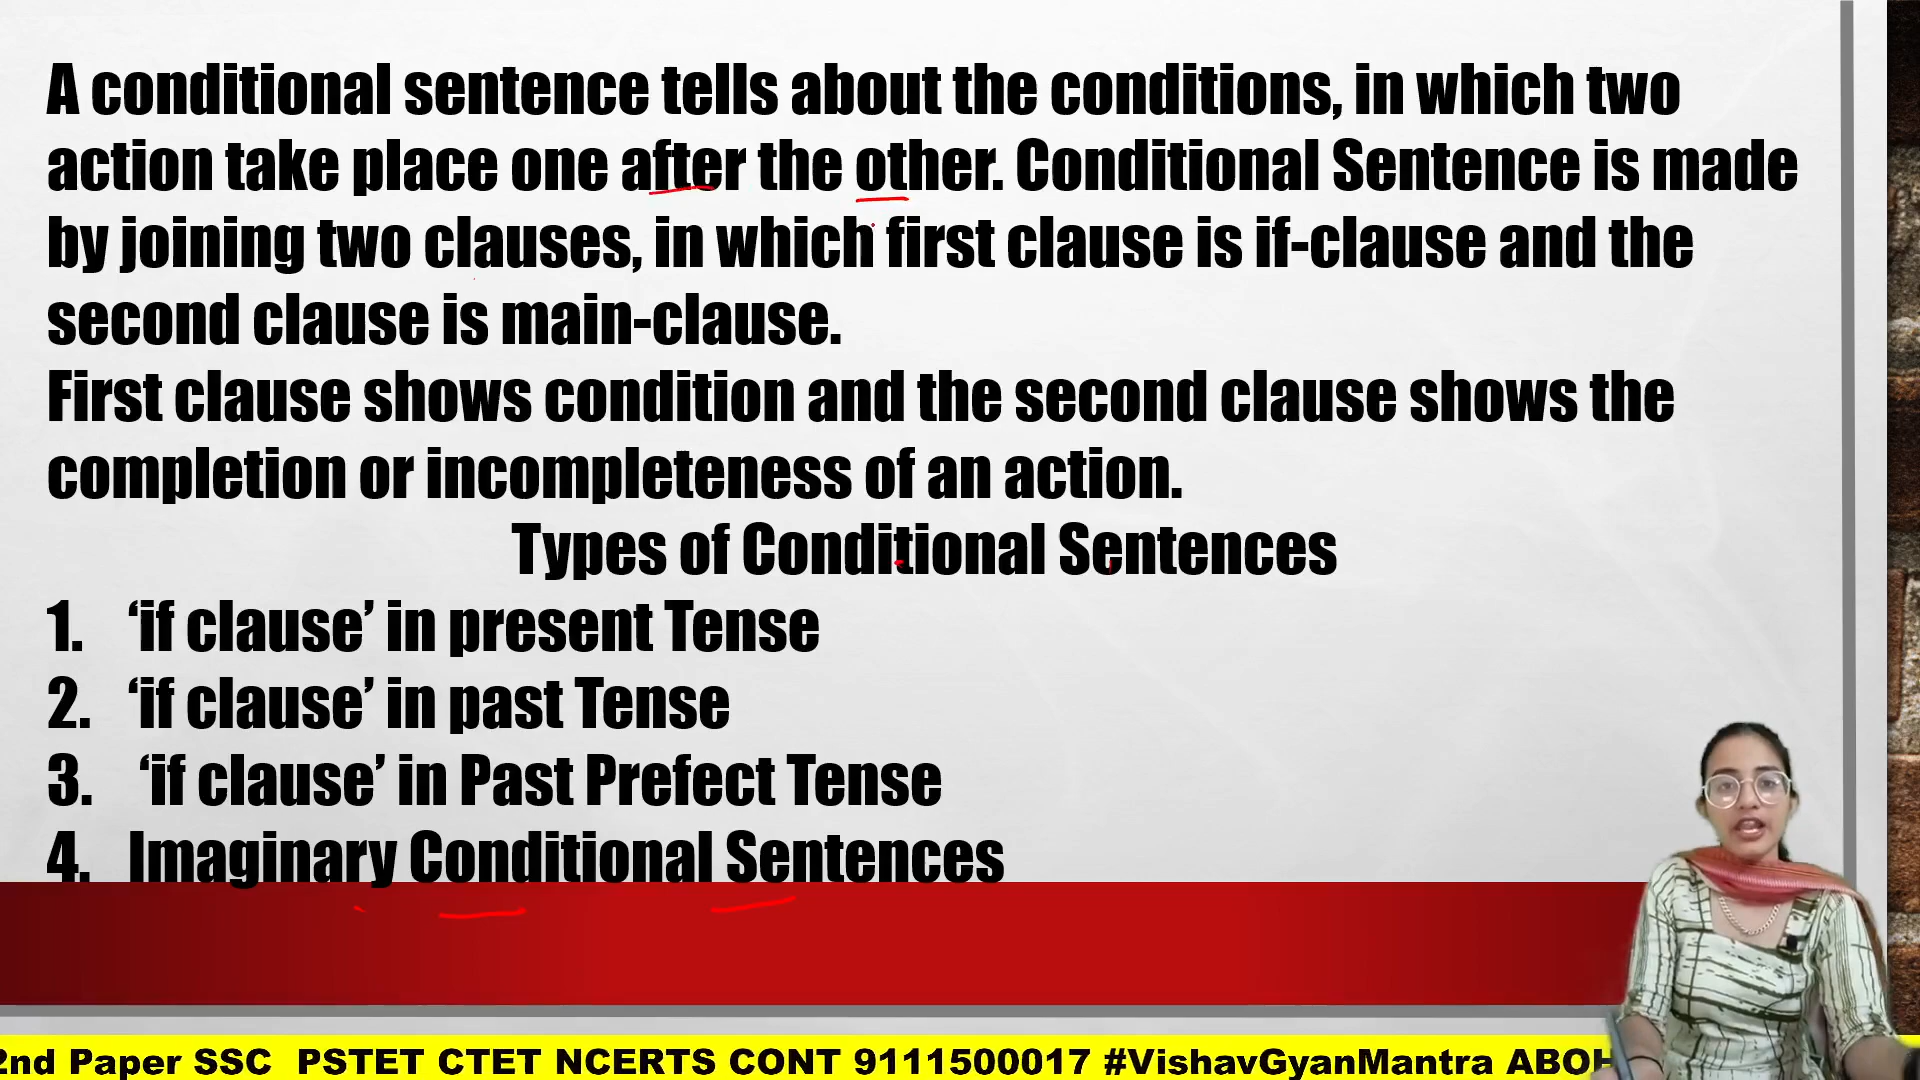 A conditional sentence tells about the conditions, in which two
action take place one after the other. Conditional Sentence is made
by joining two clauses, in which first clause is if-clause and the
second clause is main-clause.
First clause shows condition and the second clause shows the
completion or incompleteness of an action.
Types of Conditional Sentences
1. ‘if clause’ in present Tense
2. ‘if clause’ in past Tense
3. ‘if clause’ in Past Prefect Tense
4. Imaginary Conditional Sentences
2nd Paper SSC PSTET CTET NCERTS CONT 9111500017 #VishavGyanMantra